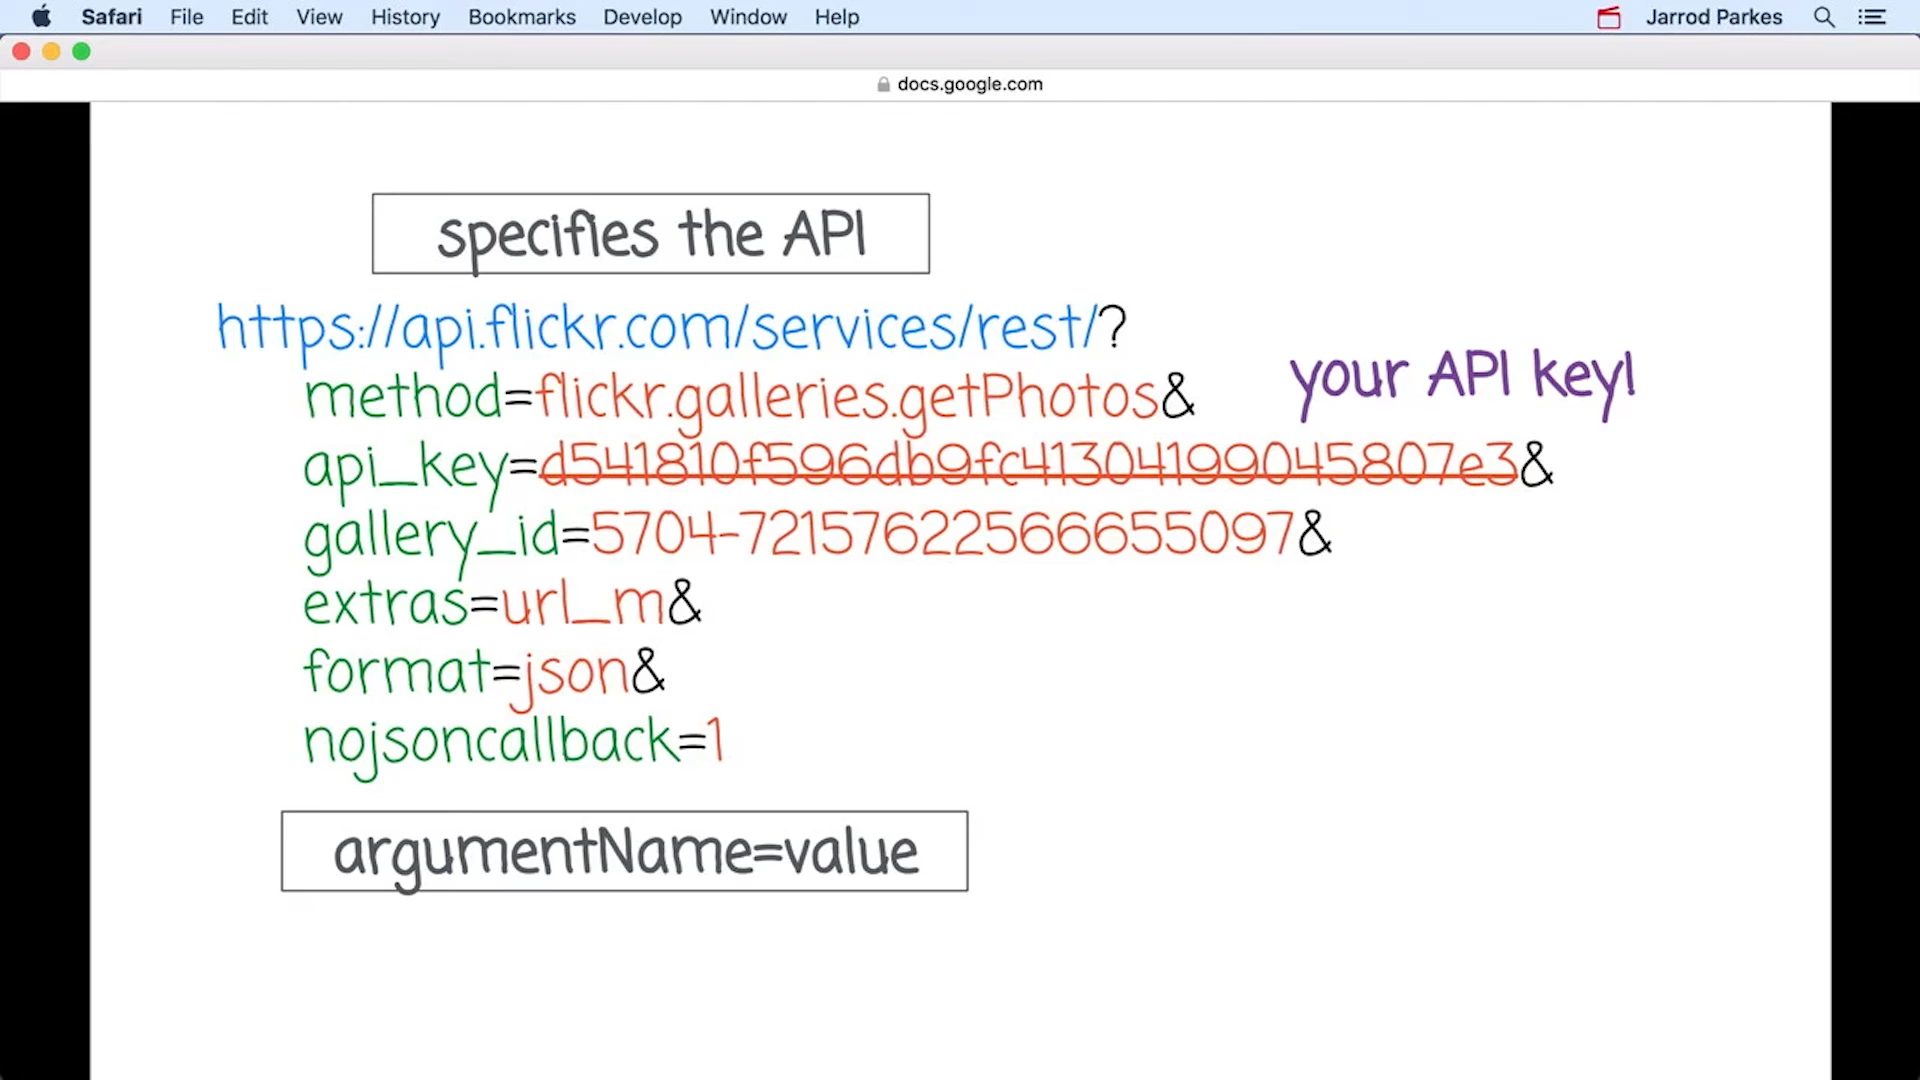 Safari File Edit View History Bookmarks Develop Window Help Jarrod Parkes
docs.google.com
specifies the API
https://api.flickr.com/services/rest/?
your API key!
method=flickr.galleries.getPhotos&
api_key=d541810f596db9fc41304199045807e3&
gallery_id=5704-72157622566655097&
extras=url_m&
format=json&
nojsoncallback=1
argumentName=value